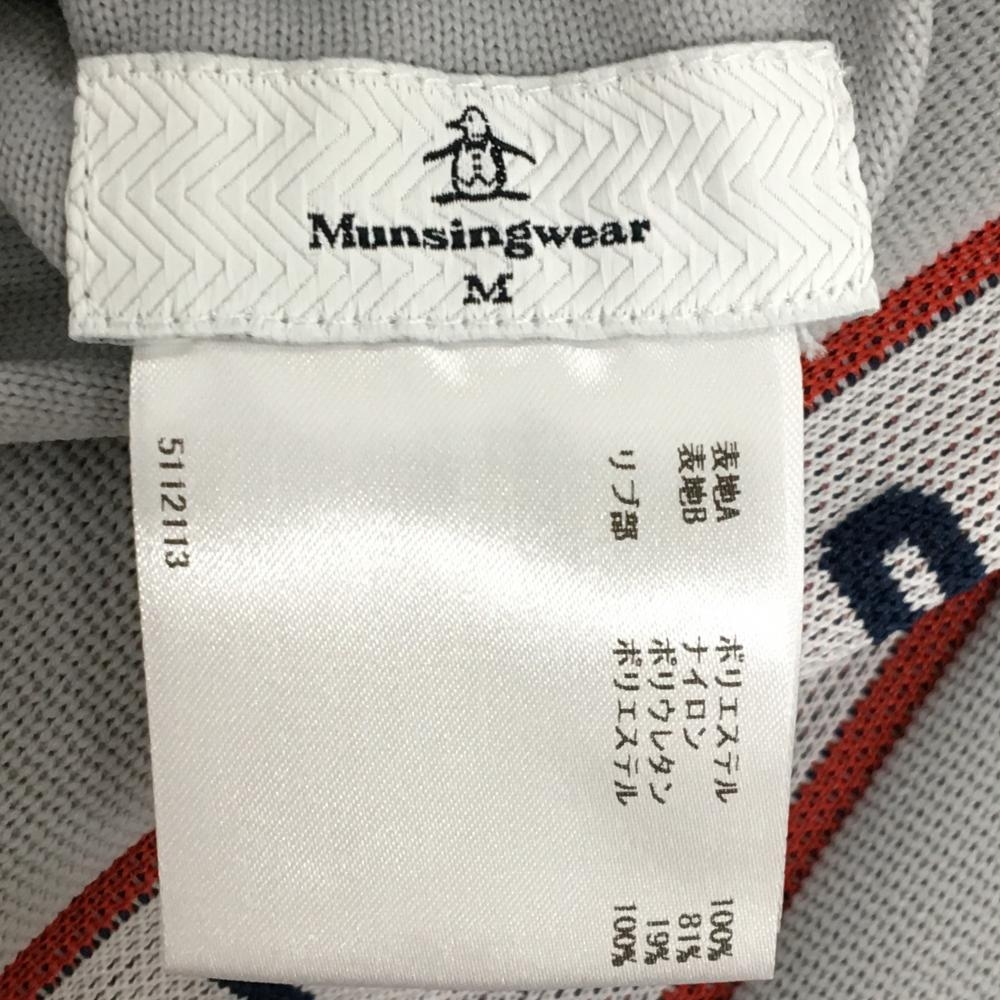 Munsingwear
M
表地A ポリエステル 100%
表地B ナイロン 81%
ポリウレタン 19%
リブ部 ポリエステル 100%
5112113